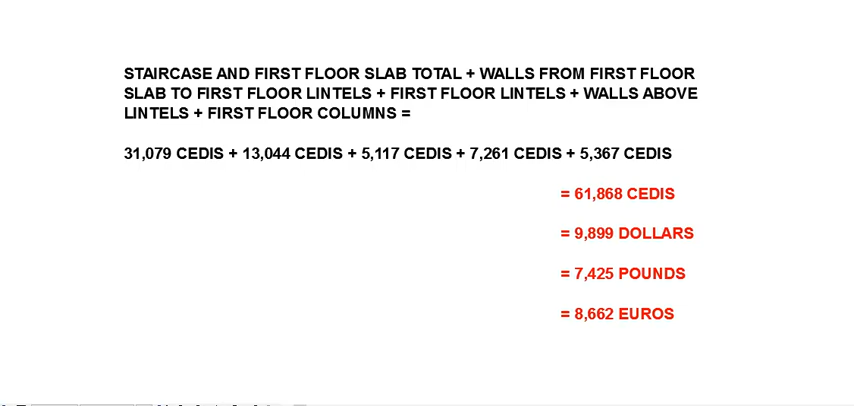 STAIRCASE AND FIRST FLOOR SLAB TOTAL + WALLS FROM FIRST FLOOR
SLAB TO FIRST FLOOR LINTELS + FIRST FLOOR LINTELS + WALLS ABOVE
LINTELS + FIRST FLOOR COLUMNS =
31,079 CEDIS + 13,044 CEDIS + 5,117 CEDIS + 7,261 CEDIS + 5,367 CEDIS
= 61,868 CEDIS
= 9,899 DOLLARS
= 7,425 POUNDS
= 8,662 EUROS